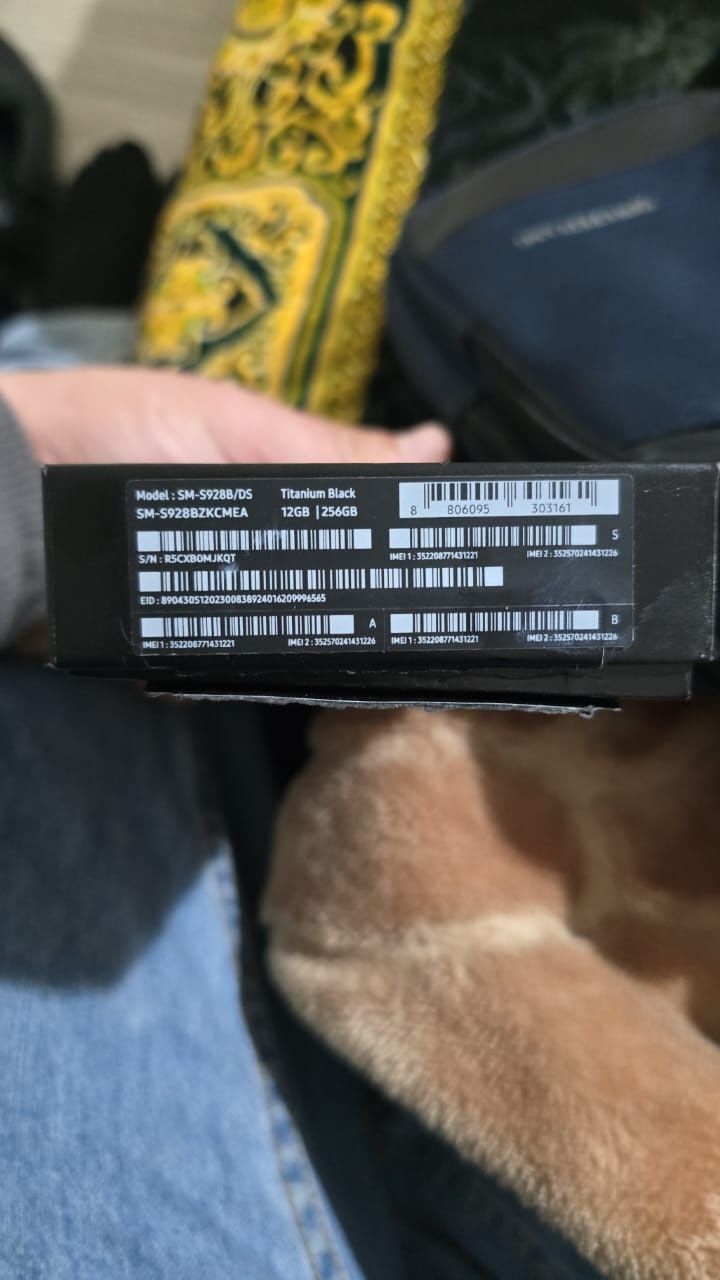 Model : SM-S928B/DS Titanium Black
SM-S928BZKCMEA 12GB | 256GB
8 806095 303161
S/N : R5CXB0MJKQT
S
IMEI 1 : 352208771431221 IMEI 2 : 352570241431226
EID : 89043051202300838924016209996565
A
IMEI 1 : 352208771431221 IMEI 2 : 352570241431226
B
IMEI 1 : 352208771431221 IMEI 2 : 352570241431226